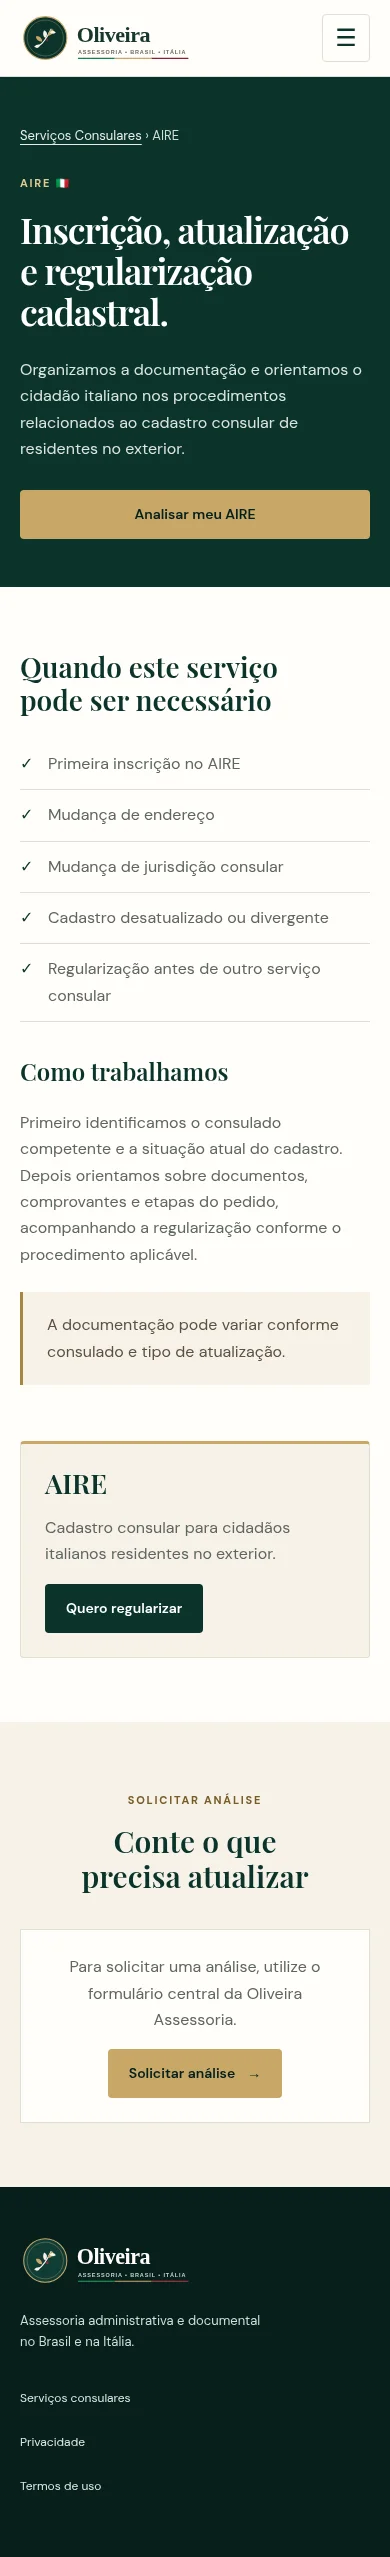 Oliveira
ASSESSORIA • BRASIL • ITÁLIA
☰
Serviços Consulares › AIRE
AIRE 🇮🇹
Inscrição, atualização
e regularização
cadastral.
Organizamos a documentação e orientamos o
cidadão italiano nos procedimentos
relacionados ao cadastro consular de
residentes no exterior.
Analisar meu AIRE
Quando este serviço
pode ser necessário
✓ Primeira inscrição no AIRE
✓ Mudança de endereço
✓ Mudança de jurisdição consular
✓ Cadastro desatualizado ou divergente
✓ Regularização antes de outro serviço
consular
Como trabalhamos
Primeiro identificamos o consulado
competente e a situação atual do cadastro.
Depois orientamos sobre documentos,
comprovantes e etapas do pedido,
acompanhando a regularização conforme o
procedimento aplicável.
A documentação pode variar conforme
consulado e tipo de atualização.
AIRE
Cadastro consular para cidadãos
italianos residentes no exterior.
Quero regularizar
SOLICITAR ANÁLISE
Conte o que
precisa atualizar
Para solicitar uma análise, utilize o
formulário central da Oliveira
Assessoria.
Solicitar análise →
Oliveira
ASSESSORIA • BRASIL • ITÁLIA
Assessoria administrativa e documental
no Brasil e na Itália.
Serviços consulares
Privacidade
Termos de uso